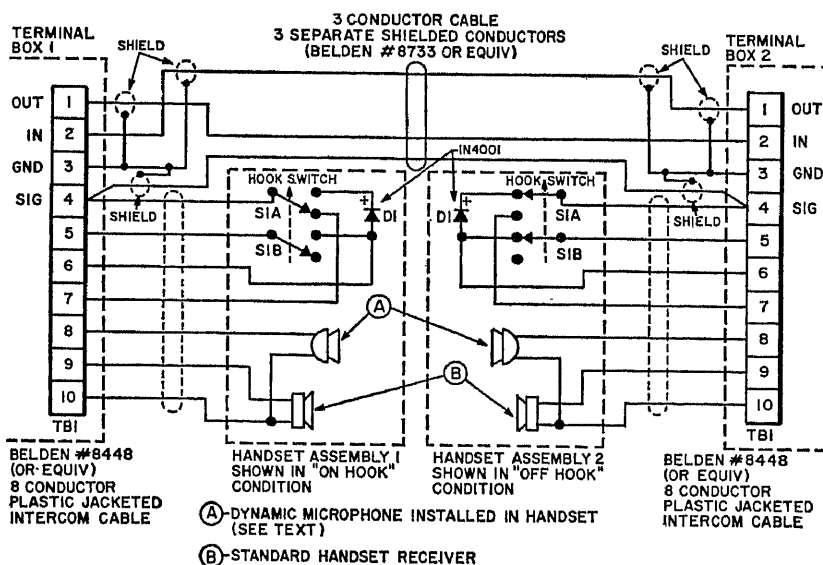 3 CONDUCTOR CABLE
3 SEPARATE SHIELDED CONDUCTORS
(BELDEN #8733 OR EQUIV)
TERMINAL
BOX 1
SHIELD
SHIELD
TERMINAL
BOX 2
OUT 1
IN 2
GND 3
SIG 4
5
6
7
8
9
10
TB1
1 OUT
2 IN
3 GND
4 SIG
5
6
7
8
9
10
TB1
SHIELD
SHIELD
IN4001
HOOK SWITCH
S1A
S1B
+
D1
HOOK SWITCH
+
D1
S1A
S1B
A
B
BELDEN #8448
(OR EQUIV)
8 CONDUCTOR
PLASTIC JACKETED
INTERCOM CABLE
HANDSET ASSEMBLY 1
SHOWN IN "ON HOOK"
CONDITION
HANDSET ASSEMBLY 2
SHOWN IN "OFF HOOK"
CONDITION
BELDEN #8448
(OR EQUIV)
8 CONDUCTOR
PLASTIC JACKETED
INTERCOM CABLE
A-DYNAMIC MICROPHONE INSTALLED IN HANDSET
(SEE TEXT)
B-STANDARD HANDSET RECEIVER